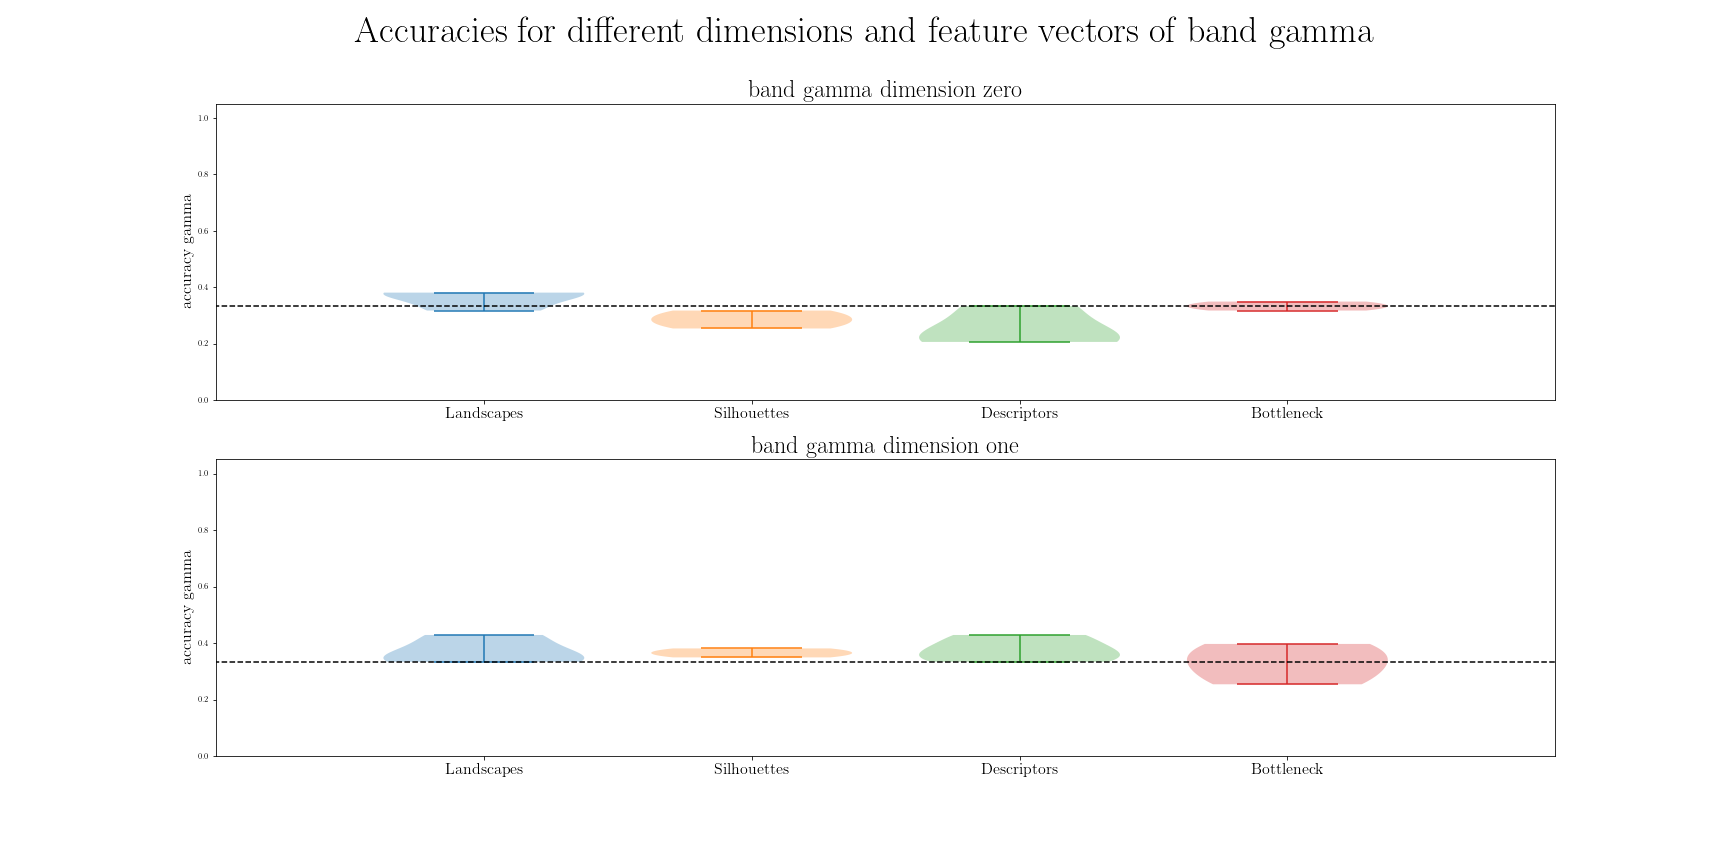 Accuracies for different dimensions and feature vectors of band gamma
band gamma dimension zero
accuracy gamma
1.0
0.8
0.6
0.4
0.2
0.0
Landscapes Silhouettes Descriptors Bottleneck
band gamma dimension one
accuracy gamma
1.0
0.8
0.6
0.4
0.2
0.0
Landscapes Silhouettes Descriptors Bottleneck